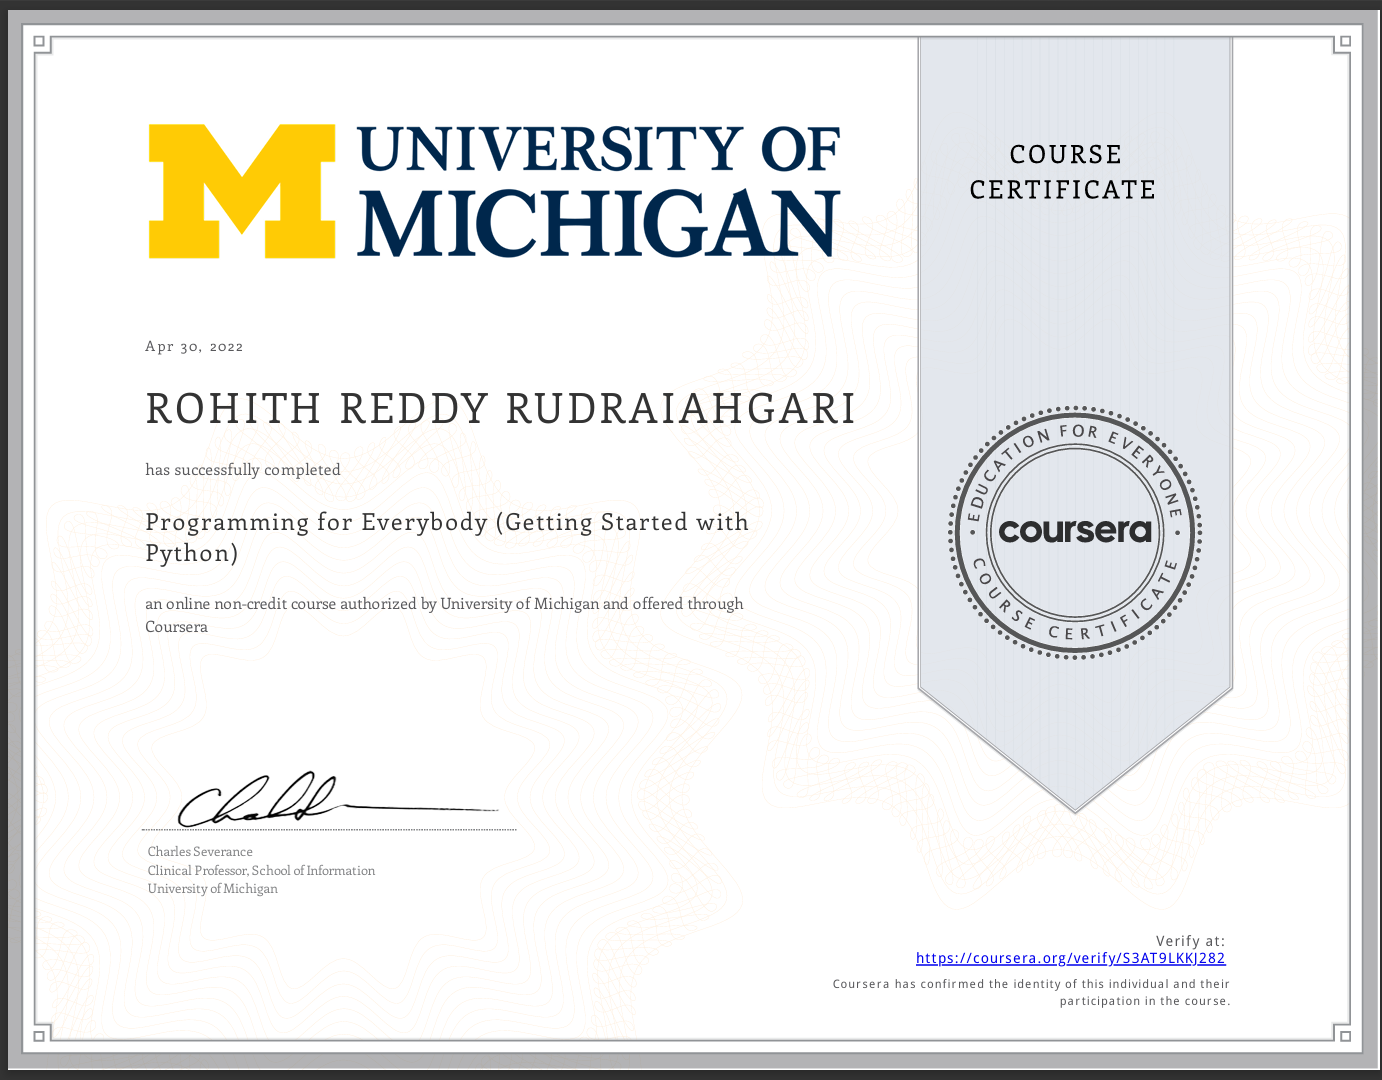 UNIVERSITY OF
MICHIGAN
COURSE
CERTIFICATE
Apr 30, 2022
ROHITH REDDY RUDRAIAHGARI
has successfully completed
Programming for Everybody (Getting Started with
Python)
an online non-credit course authorized by University of Michigan and offered through
Coursera
EDUCATION FOR EVERYONE
coursera
COURSE CERTIFICATE
Charles Severance
Clinical Professor, School of Information
University of Michigan
Verify at:
https://coursera.org/verify/S3AT9LKKJ282
Coursera has confirmed the identity of this individual and their
participation in the course.